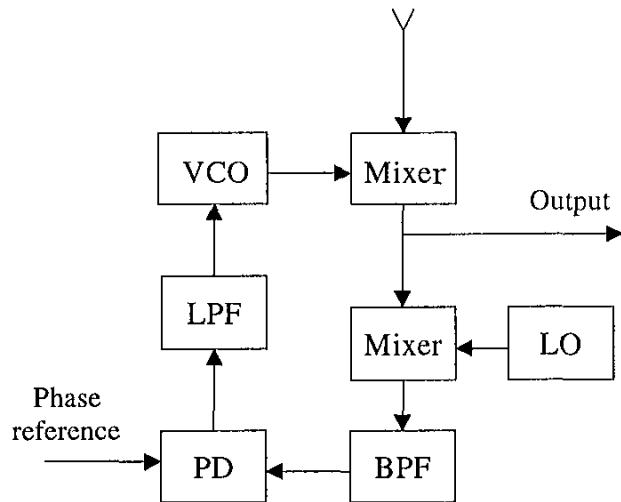 VCO
Mixer
Output
LPF
Mixer
LO
Phase
reference
PD
BPF